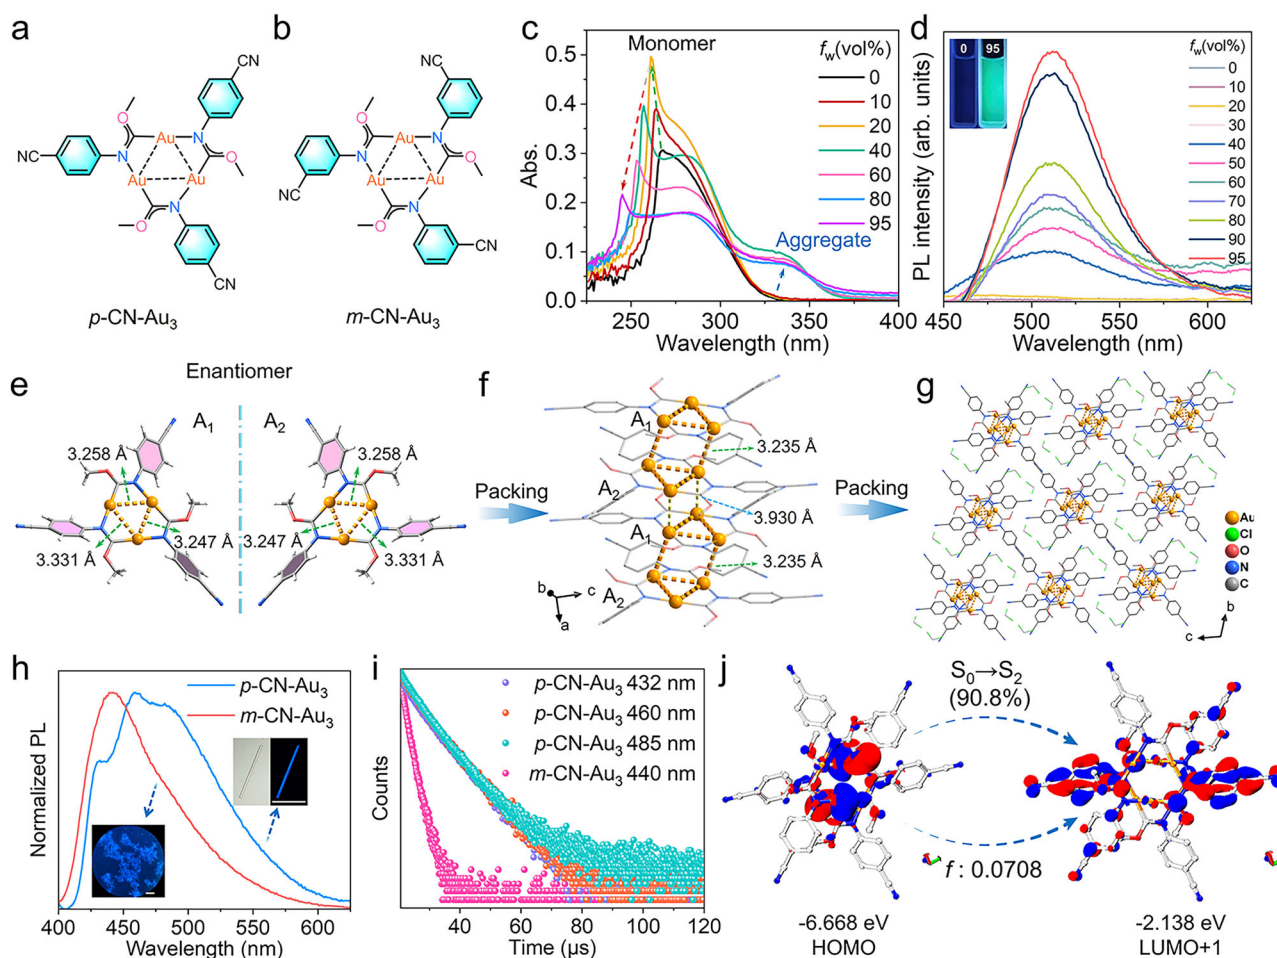 a
CN
O
Au
N
N
O
NC
Au
Au
N
O
CN
p-CN-Au3
b
NC
O
Au
N
N
O
NC
Au
Au
N
O
CN
m-CN-Au3
c
Monomer
fw(vol%)
0
10
20
40
60
80
95
Aggregate
Abs.
0.5
0.4
0.3
0.2
0.1
0.0
250
300
350
400
Wavelength (nm)
d
0
95
fw(vol%)
0
10
20
30
40
50
60
70
80
90
95
PL intensity (arb. units)
450
500
550
600
Wavelength (nm)
e
Enantiomer
A1
A2
3.258 Å
3.258 Å
3.331 Å
3.247 Å
3.247 Å
3.331 Å
Packing
f
A1
3.235 Å
A2
3.930 Å
A1
3.235 Å
A2
b
c
a
Packing
g
Au
Cl
O
N
C
b
c
h
p-CN-Au3
m-CN-Au3
Normalized PL
400
450
500
550
600
Wavelength (nm)
i
p-CN-Au3 432 nm
p-CN-Au3 460 nm
p-CN-Au3 485 nm
m-CN-Au3 440 nm
Counts
40
60
80
100
120
Time (µs)
j
S0→S2
(90.8%)
f : 0.0708
-6.668 eV
HOMO
-2.138 eV
LUMO+1